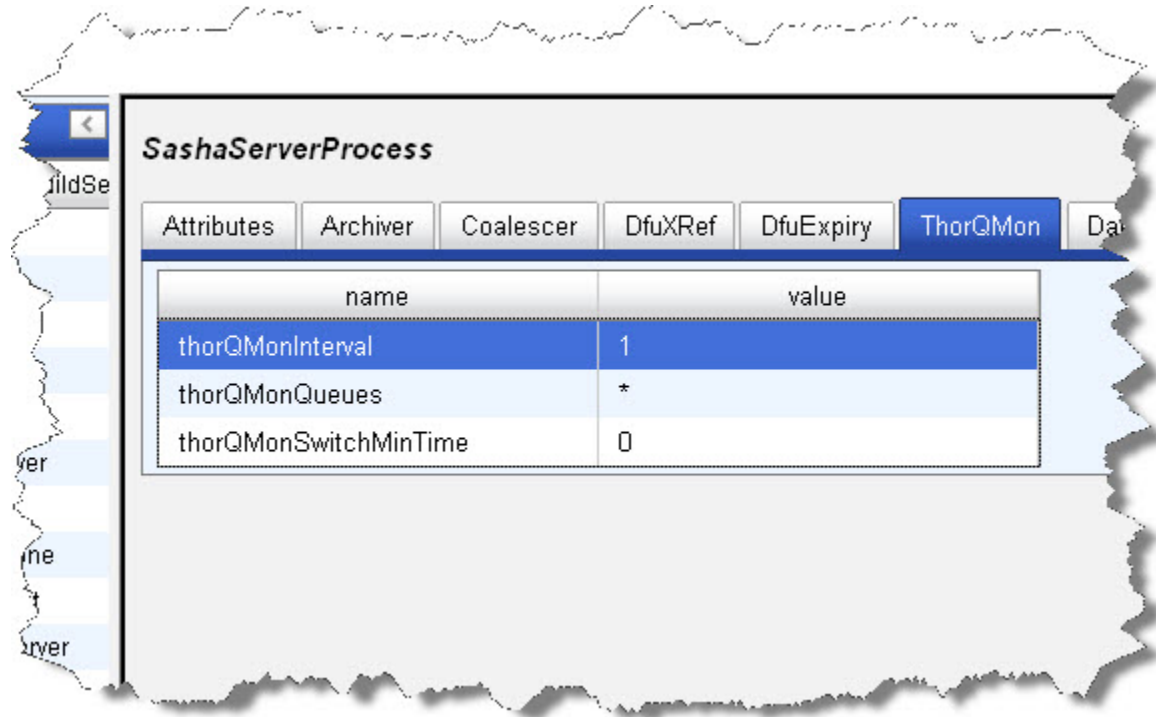 <
SashaServerProcess
Attributes Archiver Coalescer DfuXRef DfuExpiry ThorQMon
name value
thorQMonInterval 1
thorQMonQueues *
thorQMonSwitchMinTime 0